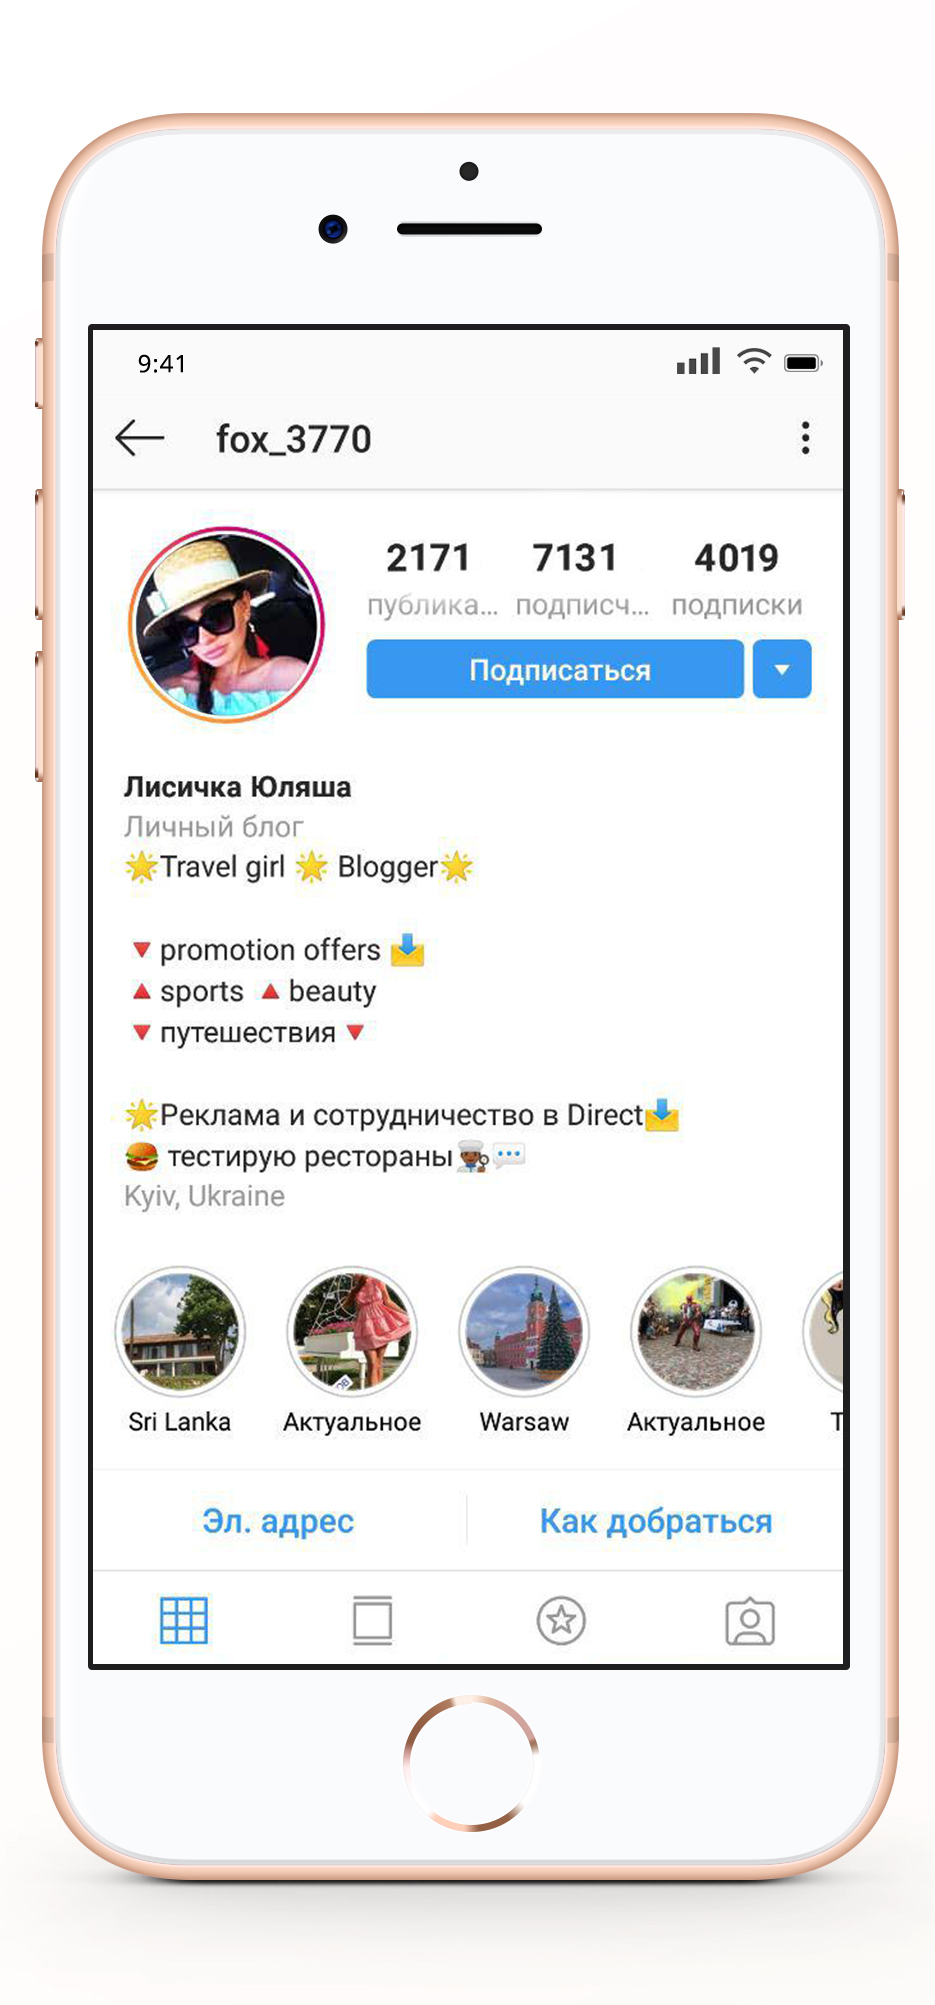 9:41
fox_3770
2171 7131 4019
публика... подписч... подписки
Подписаться
Лисичка Юляша
Личный блог
🌟Travel girl 🌟 Blogger🌟
🔻promotion offers 📩
🔺sports 🔺beauty
🔻путешествия🔻
🌟Реклама и сотрудничество в Direct📩
🍔 тестирую рестораны👨🏾‍🍳💬
Kyiv, Ukraine
Sri Lanka Актуальное Warsaw Актуальное T
Эл. адрес Как добраться